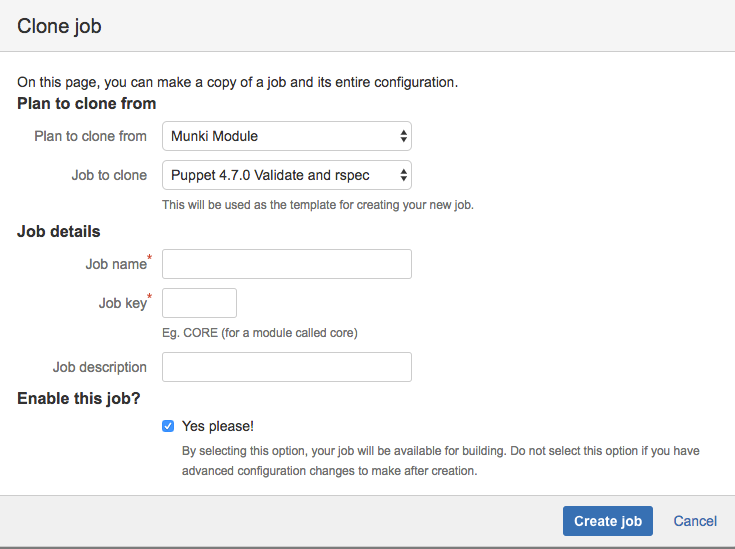 Clone job
On this page, you can make a copy of a job and its entire configuration.
Plan to clone from
Plan to clone from Munki Module
Job to clone Puppet 4.7.0 Validate and rspec
This will be used as the template for creating your new job.
Job details
Job name*
Job key*
Eg. CORE (for a module called core)
Job description
Enable this job?
Yes please!
By selecting this option, your job will be available for building. Do not select this option if you have
advanced configuration changes to make after creation.
Create job Cancel